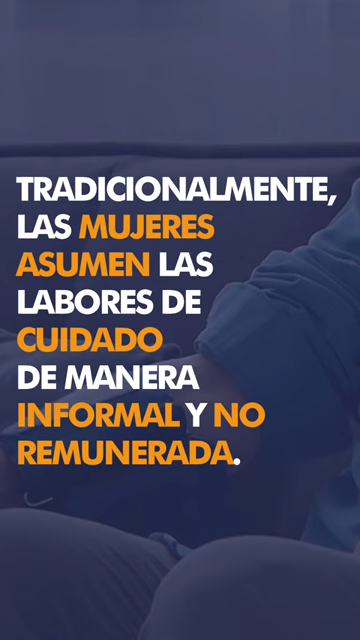 TRADICIONALMENTE,
LAS MUJERES
ASUMEN LAS
LABORES DE
CUIDADO
DE MANERA
INFORMAL Y NO
REMUNERADA.